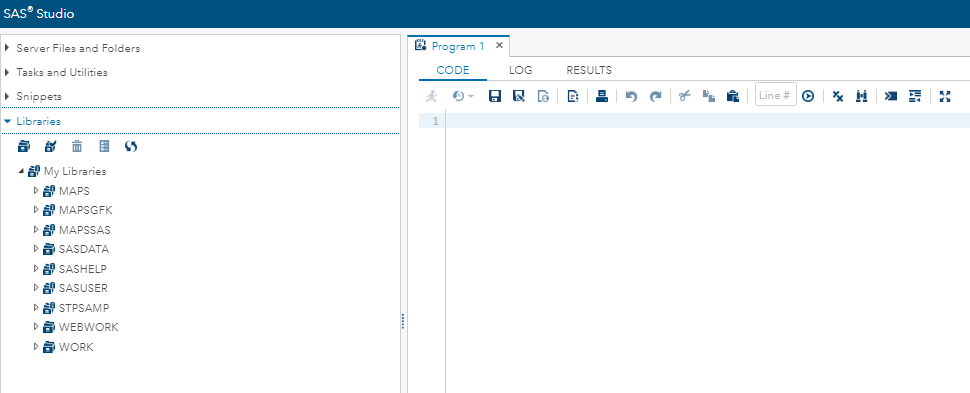 SAS® Studio
Server Files and Folders
Tasks and Utilities
Snippets
Libraries
My Libraries
MAPS
MAPSGFK
MAPSSAS
SASDATA
SASHELP
SASUSER
STPSAMP
WEBWORK
WORK
Program 1
CODE LOG RESULTS
Line #
1